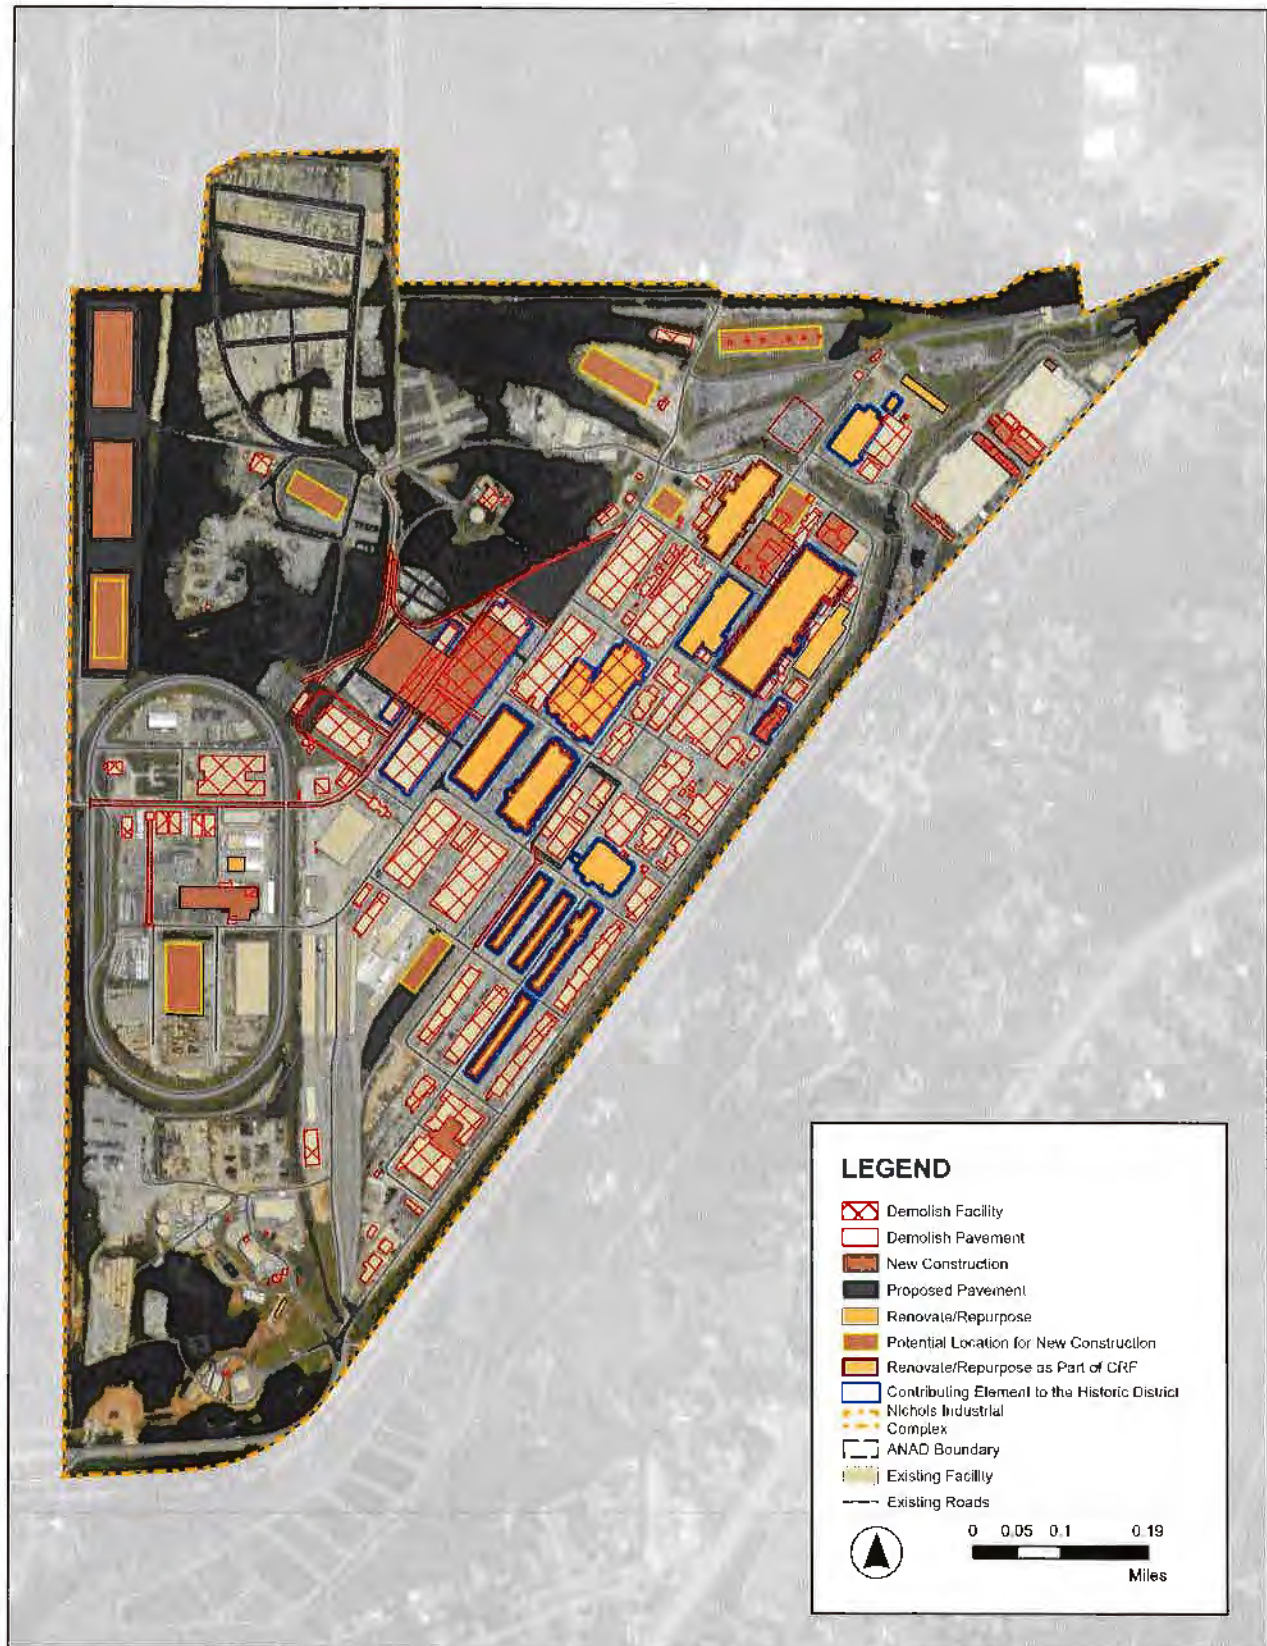 LEGEND
Demolish Facility
Demolish Pavement
New Construction
Proposed Pavement
Renovate/Repurpose
Potential Location for New Construction
Renovate/Repurpose as Part of CRF
Contributing Element to the Historic District
Nichols Industrial
Complex
ANAD Boundary
Existing Facility
Existing Roads
0 0.05 0.1 0.19
Miles